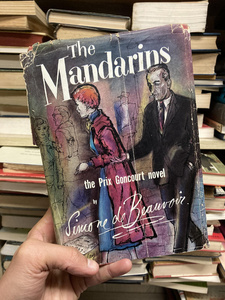 The
Mandarins
the Prix Goncourt novel
by
Simone de Beauvoir